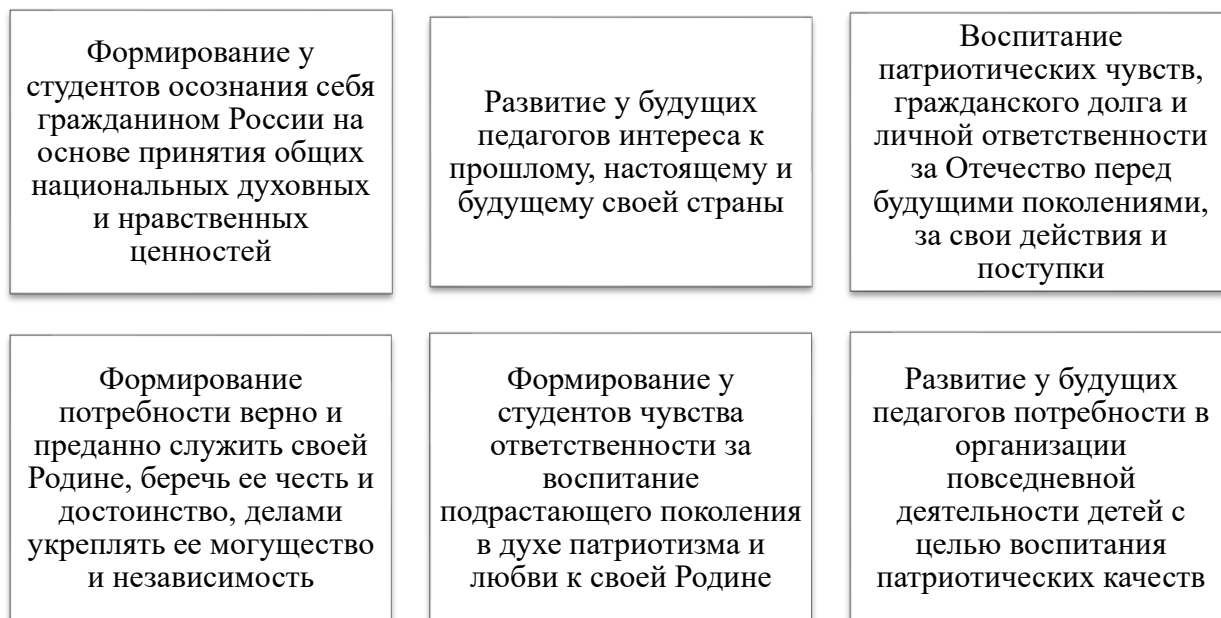 Формирование у
студентов осознания себя
гражданином России на
основе принятия общих
национальных духовных
и нравственных
ценностей
Развитие у будущих
педагогов интереса к
прошлому, настоящему и
будущему своей страны
Воспитание
патриотических чувств,
гражданского долга и
личной ответственности
за Отечество перед
будущими поколениями,
за свои действия и
поступки
Формирование
потребности верно и
преданно служить своей
Родине, беречь ее честь и
достоинство, делами
укреплять ее могущество
и независимость
Формирование у
студентов чувства
ответственности за
воспитание
подрастающего поколения
в духе патриотизма и
любви к своей Родине
Развитие у будущих
педагогов потребности в
организации
повседневной
деятельности детей с
целью воспитания
патриотических качеств